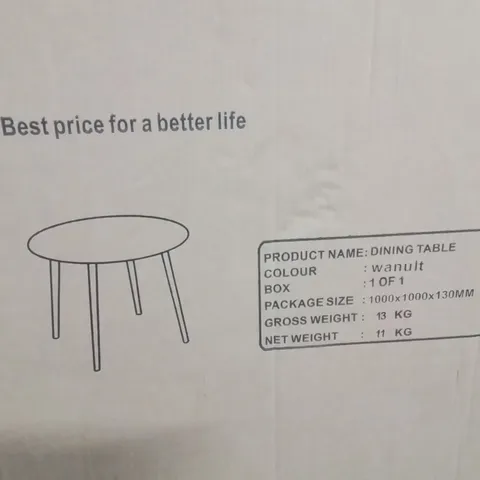 Best price for a better life
PRODUCT NAME: DINING TABLE
COLOUR : wanult
BOX : 1 OF 1
PACKAGE SIZE : 1000x1000x130MM
GROSS WEIGHT : 13 KG
NET WEIGHT : 11 KG